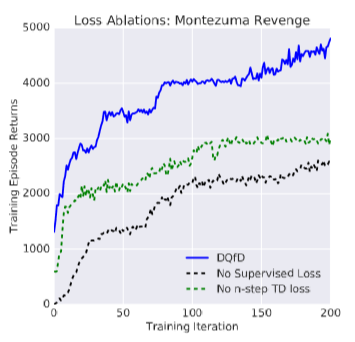 Loss Ablations: Montezuma Revenge
Training Episode Returns
5000
4000
3000
2000
1000
0
DQfD
No Supervised Loss
No n-step TD loss
0 50 100 150 200
Training Iteration